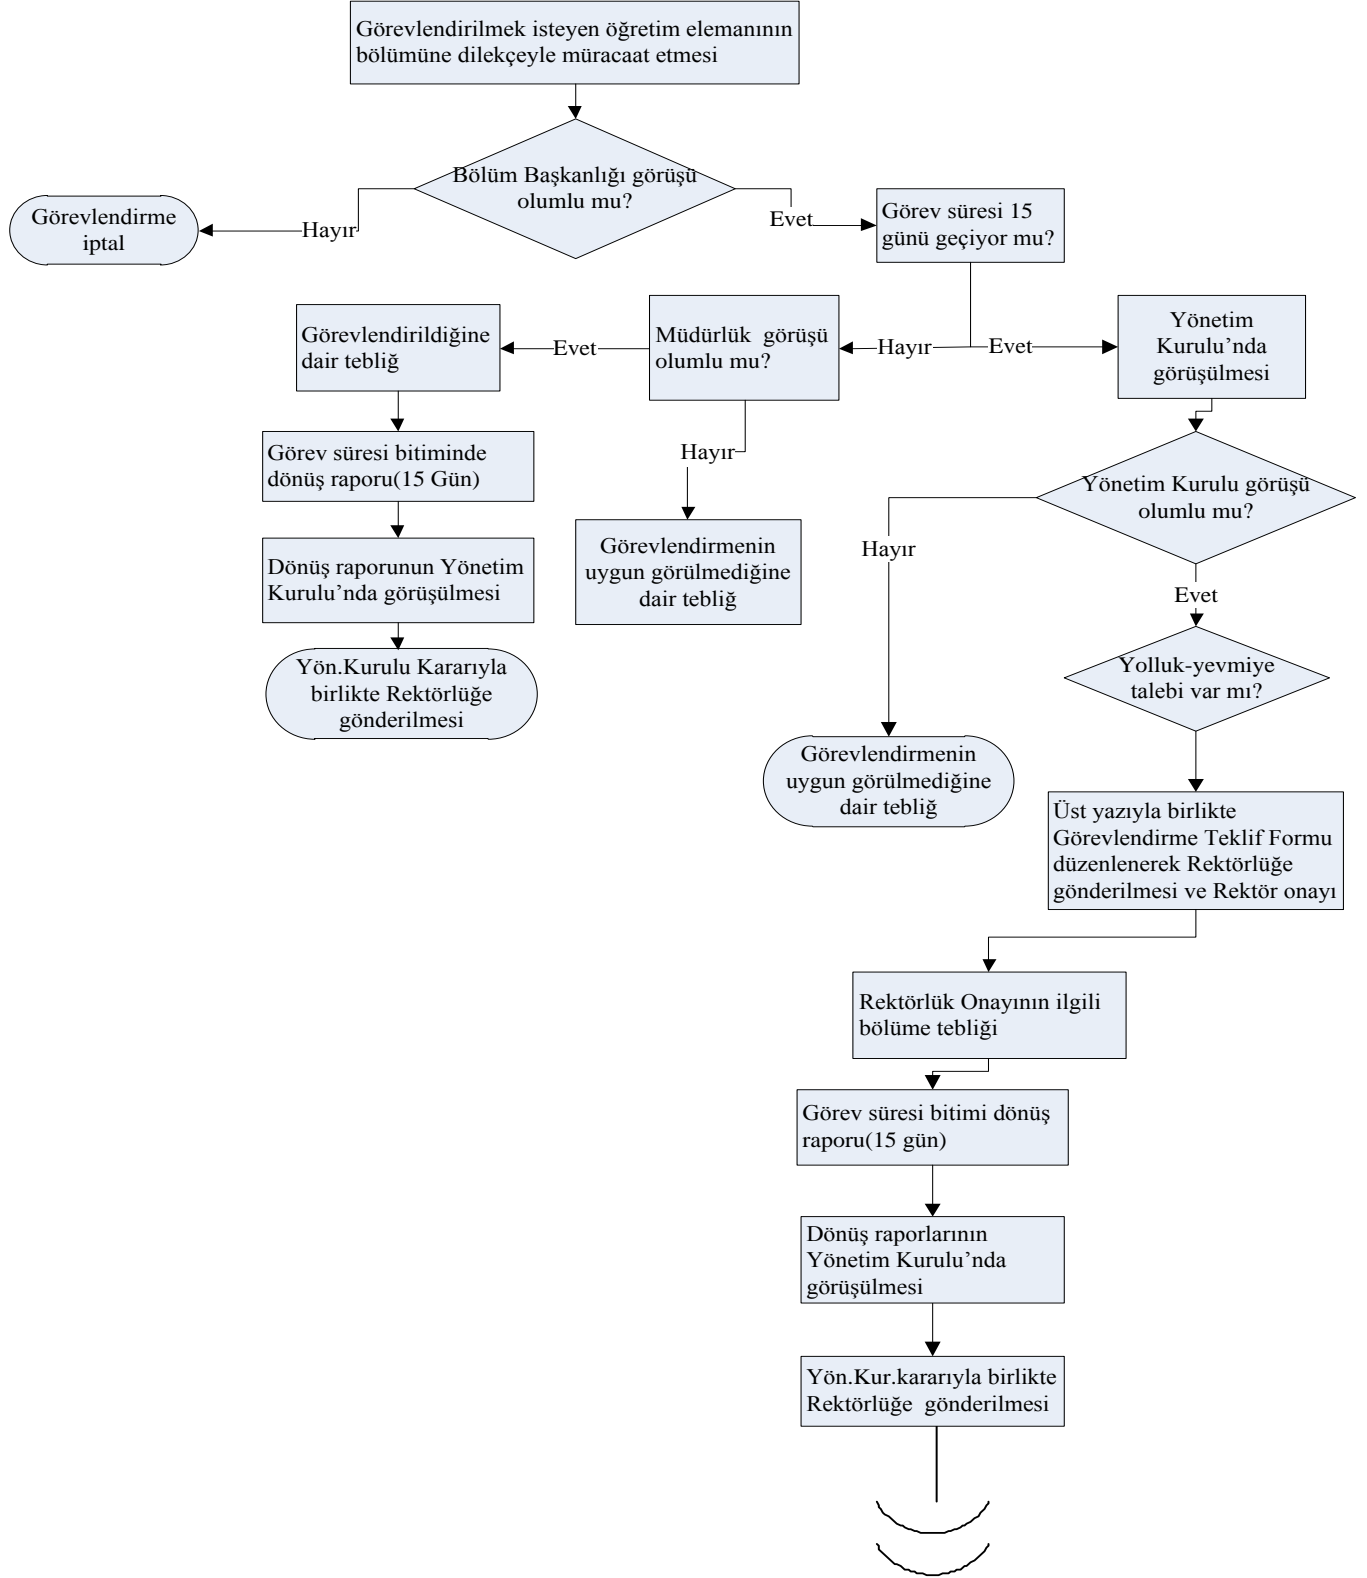 Görevlendirilmek isteyen öğretim elemanının
bölümüne dilekçeyle müracaat etmesi
Bölüm Başkanlığı görüşü
olumlu mu?
Hayır
Görevlendirme
iptal
Evet
Görev süresi 15
günü geçiyor mu?
Hayır
Evet
Müdürlük  görüşü
olumlu mu?
Evet
Görevlendirildiğine
dair tebliğ
Görev süresi bitiminde
dönüş raporu(15 Gün)
Dönüş raporunun Yönetim
Kurulu’nda görüşülmesi
Yön.Kurulu Kararıyla
birlikte Rektörlüğe
gönderilmesi
Hayır
Görevlendirmenin
uygun görülmediğine
dair tebliğ
Yönetim
Kurulu’nda
görüşülmesi
Yönetim Kurulu görüşü
olumlu mu?
Hayır
Görevlendirmenin
uygun görülmediğine
dair tebliğ
Evet
Yolluk-yevmiye
talebi var mı?
Üst yazıyla birlikte
Görevlendirme Teklif Formu
düzenlenerek Rektörlüğe
gönderilmesi ve Rektör onayı
Rektörlük Onayının ilgili
bölüme tebliği
Görev süresi bitimi dönüş
raporu(15 gün)
Dönüş raporlarının
Yönetim Kurulu’nda
görüşülmesi
Yön.Kur.kararıyla birlikte
Rektörlüğe  gönderilmesi